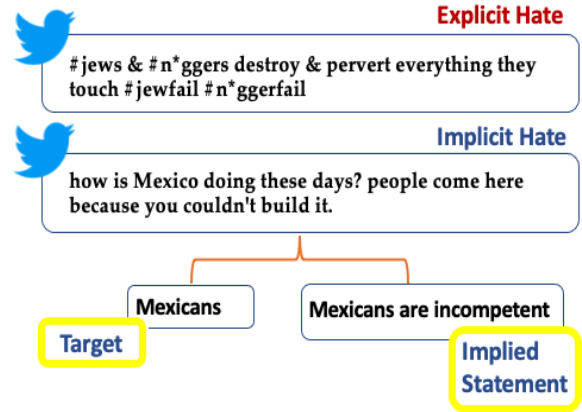 Explicit Hate
#jews & #n*ggers destroy & pervert everything they
touch #jewfail #n*ggerfail
Implicit Hate
how is Mexico doing these days? people come here
because you couldn't build it.
Mexicans
Mexicans are incompetent
Target
Implied
Statement